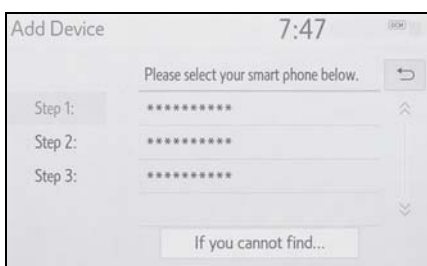 Add Device 7:47 DCM
Please select your smart phone below.
Step 1: **********
Step 2: **********
Step 3: **********
If you cannot find...